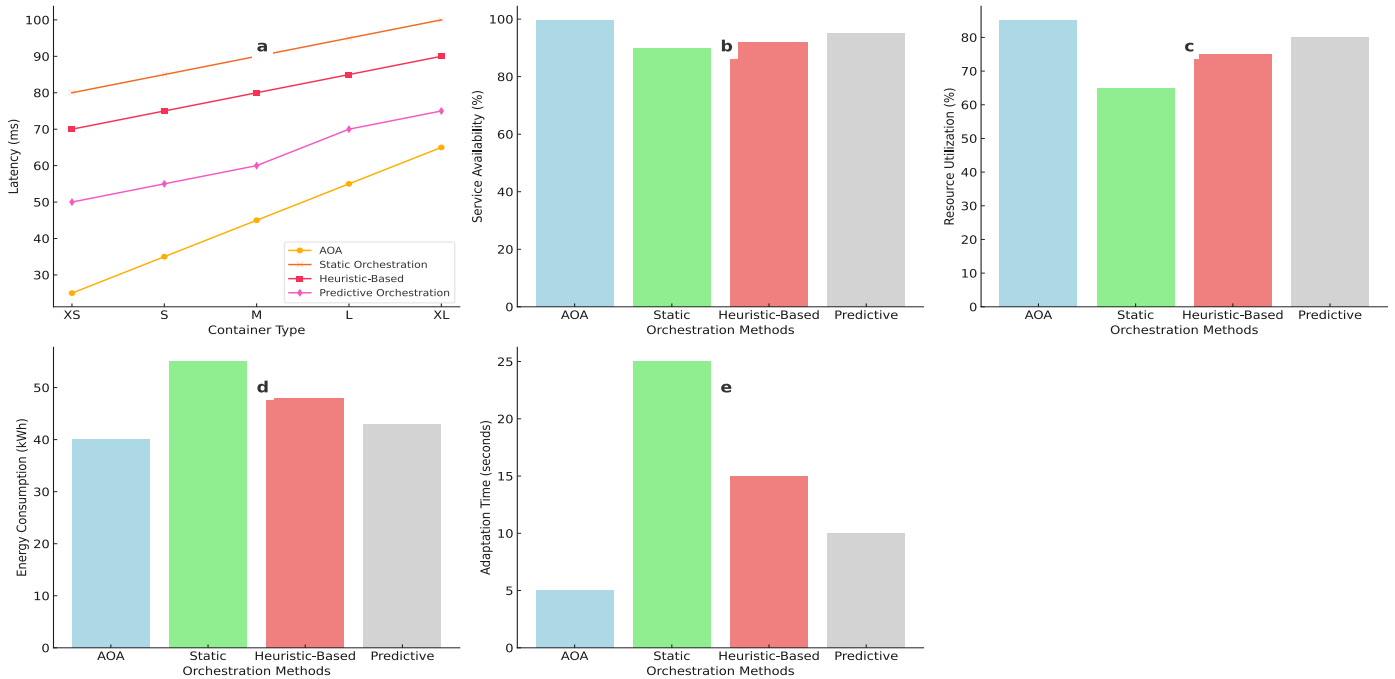 a
Latency (ms)
100
90
80
70
60
50
40
30
AOA
Static Orchestration
Heuristic-Based
Predictive Orchestration
XS S M L XL
Container Type
b
Service Availability (%)
100
80
60
40
20
0
AOA Static Heuristic-Based Predictive
Orchestration Methods
c
Resource Utilization (%)
80
70
60
50
40
30
20
10
0
AOA Static Heuristic-Based Predictive
Orchestration Methods
d
Energy Consumption (kWh)
50
40
30
20
10
0
AOA Static Heuristic-Based Predictive
Orchestration Methods
e
Adaptation Time (seconds)
25
20
15
10
5
0
AOA Static Heuristic-Based Predictive
Orchestration Methods